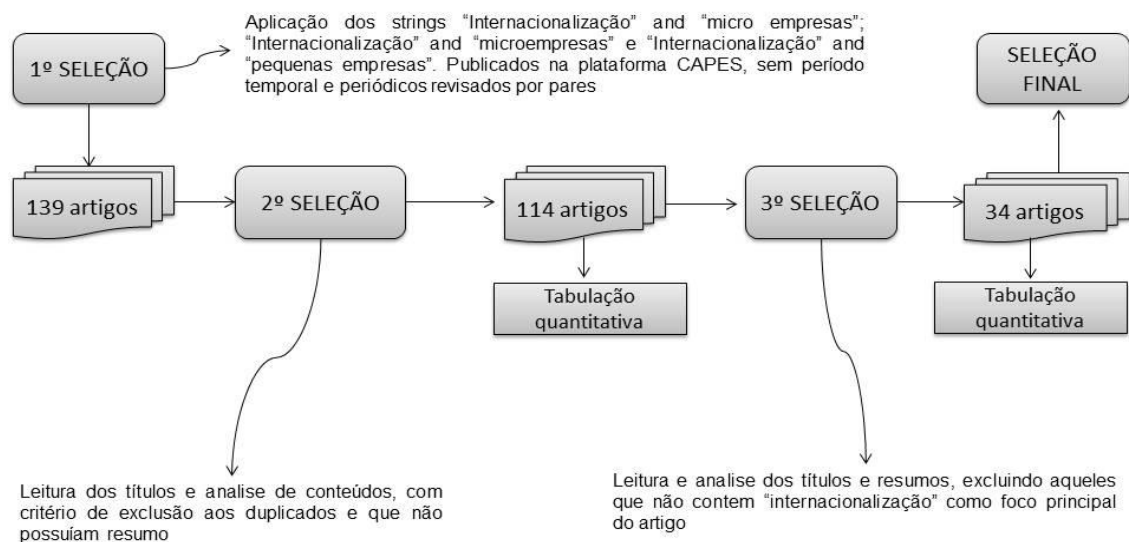 Aplicação dos strings “Internacionalização” and “micro empresas”;
“Internacionalização” and “microempresas” e “Internacionalização” and
“pequenas empresas”. Publicados na plataforma CAPES, sem período
temporal e periódicos revisados por pares
1º SELEÇÃO
SELEÇÃO
FINAL
139 artigos
2º SELEÇÃO
114 artigos
3º SELEÇÃO
34 artigos
Tabulação
quantitativa
Tabulação
quantitativa
Leitura dos títulos e analise de conteúdos, com
critério de exclusão aos duplicados e que não
possuíam resumo
Leitura e analise dos títulos e resumos, excluindo aqueles
que não contem “internacionalização” como foco principal
do artigo